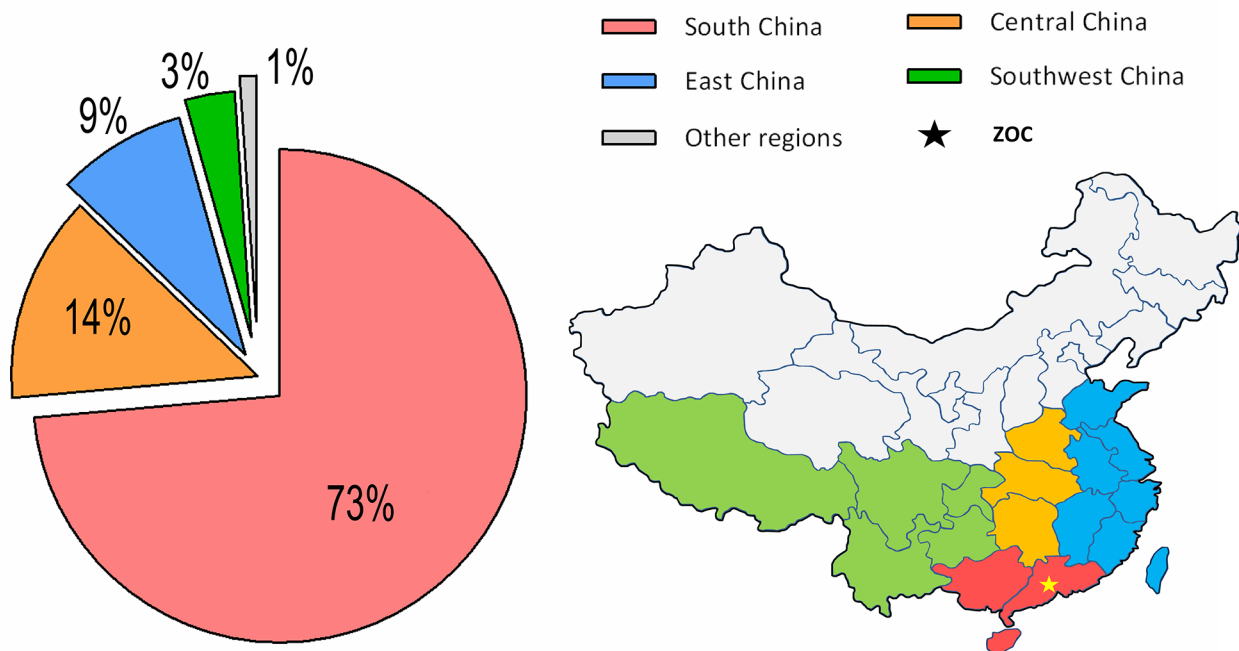 3%
1%
9%
14%
73%
South China
Central China
East China
Southwest China
Other regions
ZOC